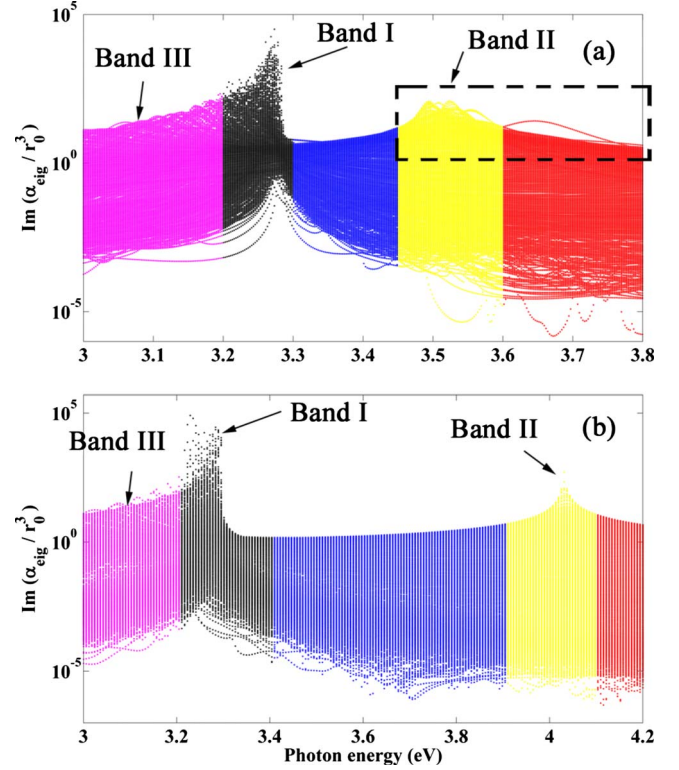 10^5
Band I
(a)
Band II
Band III
Im (α_eig / r_0^3)
10^0
10^-5
3 3.1 3.2 3.3 3.4 3.5 3.6 3.7 3.8
10^5
Band I
(b)
Band III
Band II
Im (α_eig / r_0^3)
10^0
10^-5
3 3.2 3.4 3.6 3.8 4 4.2
Photon energy (eV)